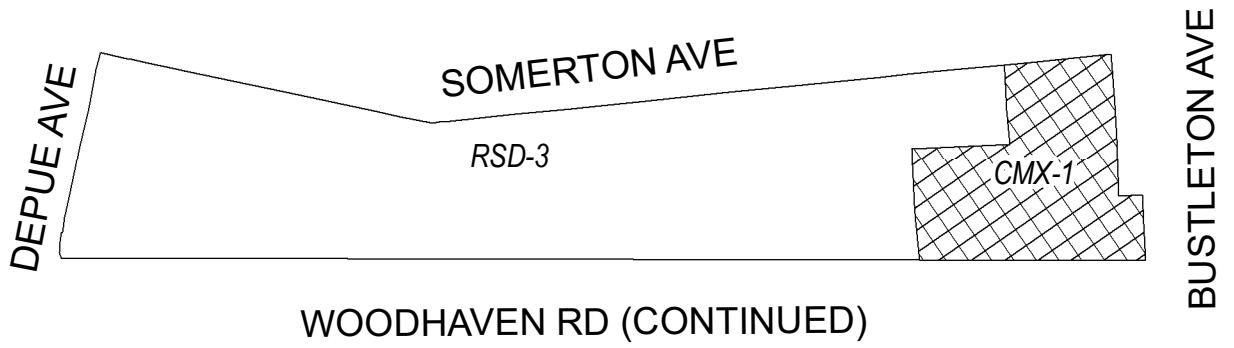 SOMERTON AVE
DEPUE AVE
RSD-3
CMX-1
BUSTLETON AVE
WOODHAVEN RD (CONTINUED)